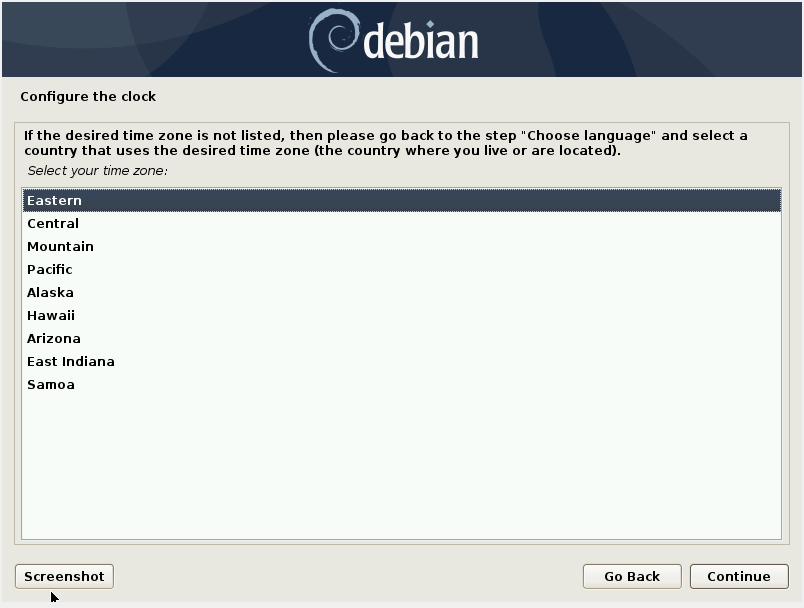 debian
Configure the clock
If the desired time zone is not listed, then please go back to the step "Choose language" and select a
country that uses the desired time zone (the country where you live or are located).
Select your time zone:
Eastern
Central
Mountain
Pacific
Alaska
Hawaii
Arizona
East Indiana
Samoa
Screenshot
Go Back
Continue